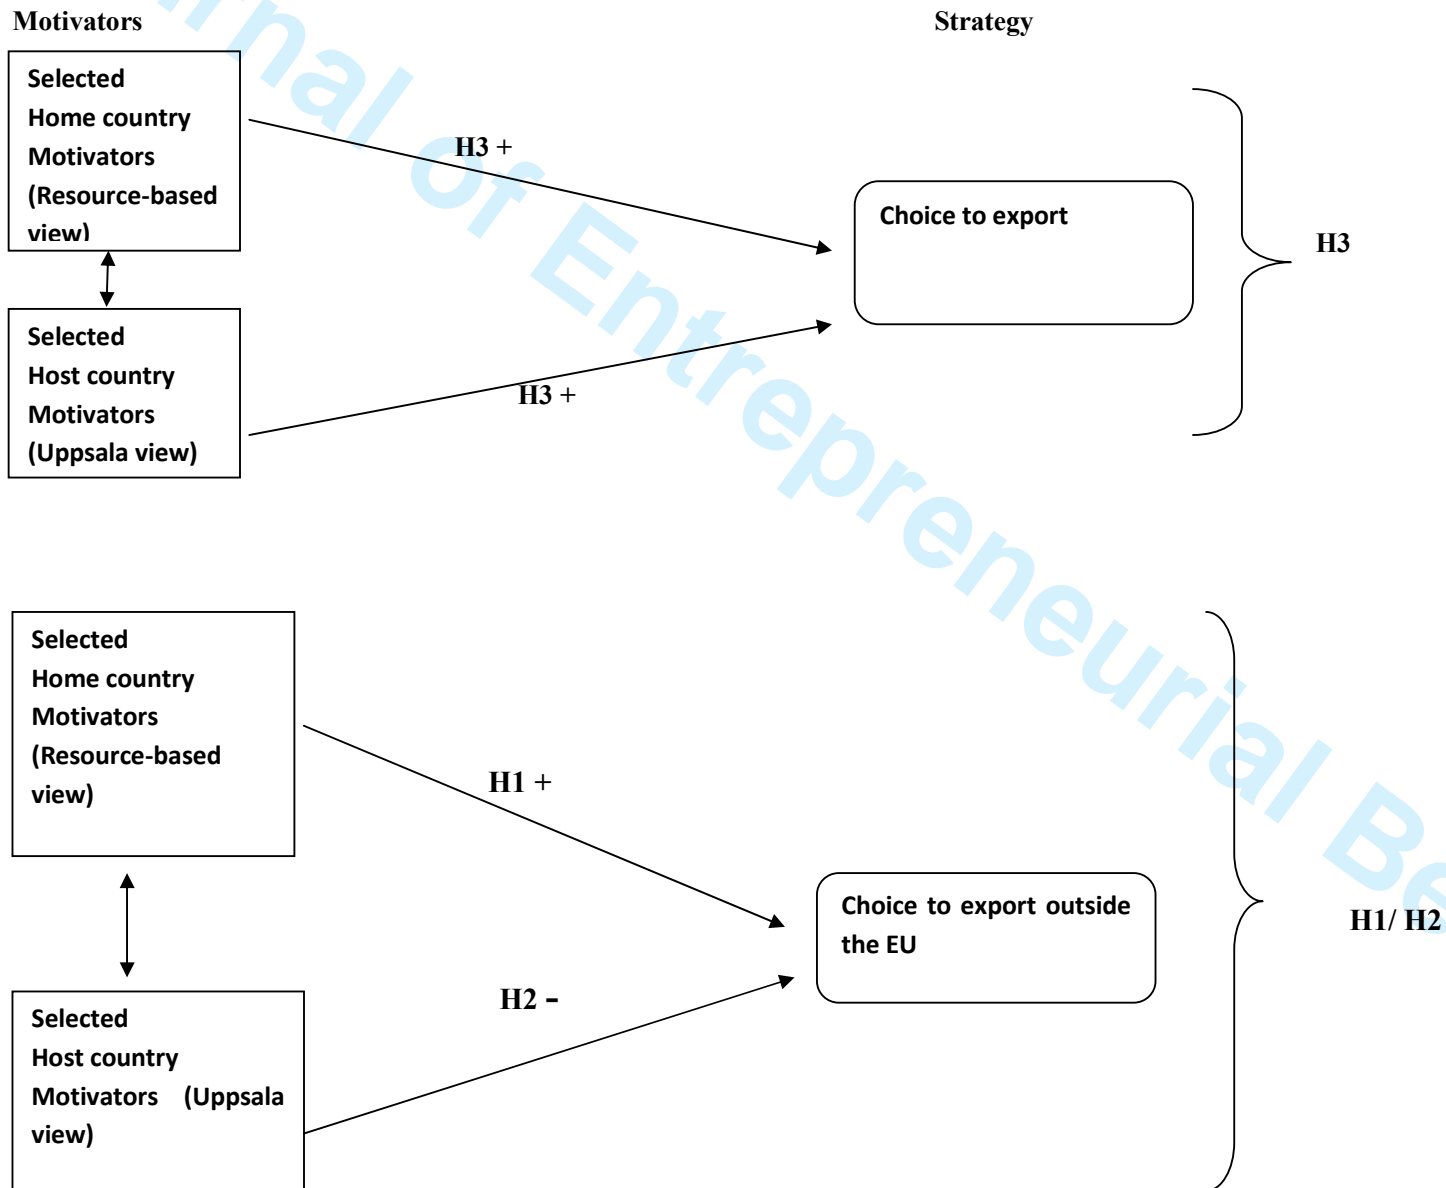 Motivators
Strategy
Selected
Home country
Motivators
(Resource-based
view)
H3 +
Choice to export
H3
Selected
Host country
Motivators
(Uppsala view)
H3 +
Selected
Home country
Motivators
(Resource-based
view)
H1 +
Choice to export outside
the EU
H1/ H2
H2 -
Selected
Host country
Motivators (Uppsala
view)
of Entrepreneurial